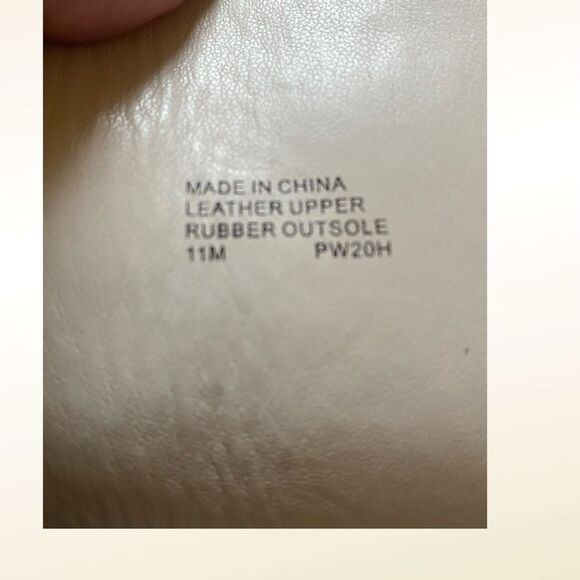 MADE IN CHINA
LEATHER UPPER
RUBBER OUTSOLE
11M PW20H